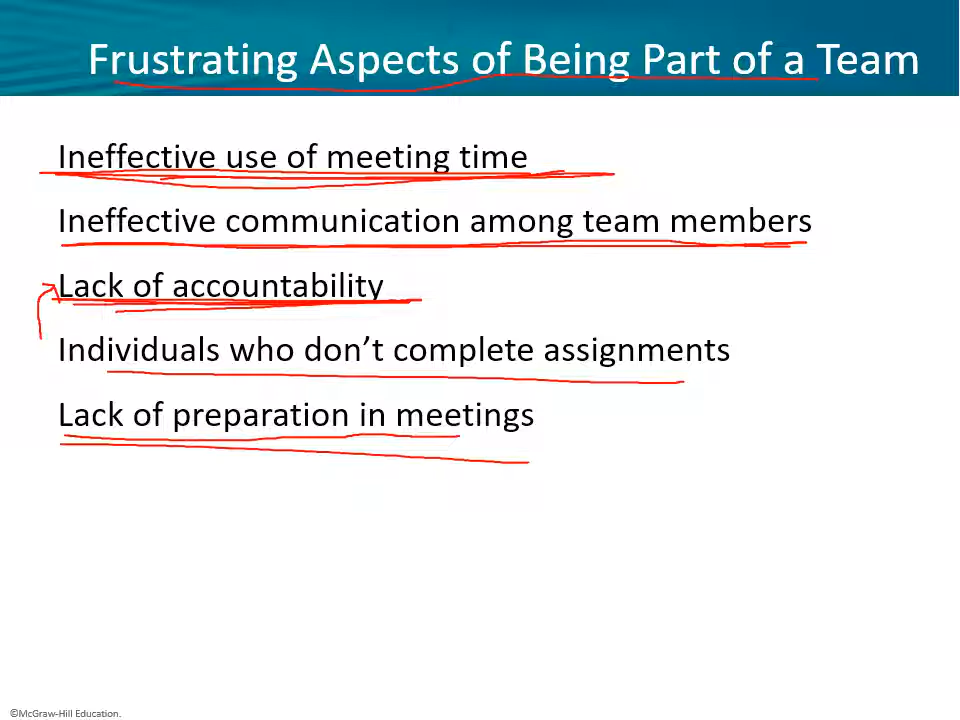 Frustrating Aspects of Being Part of a Team
Ineffective use of meeting time
Ineffective communication among team members
Lack of accountability
Individuals who don’t complete assignments
Lack of preparation in meetings
©McGraw-Hill Education.